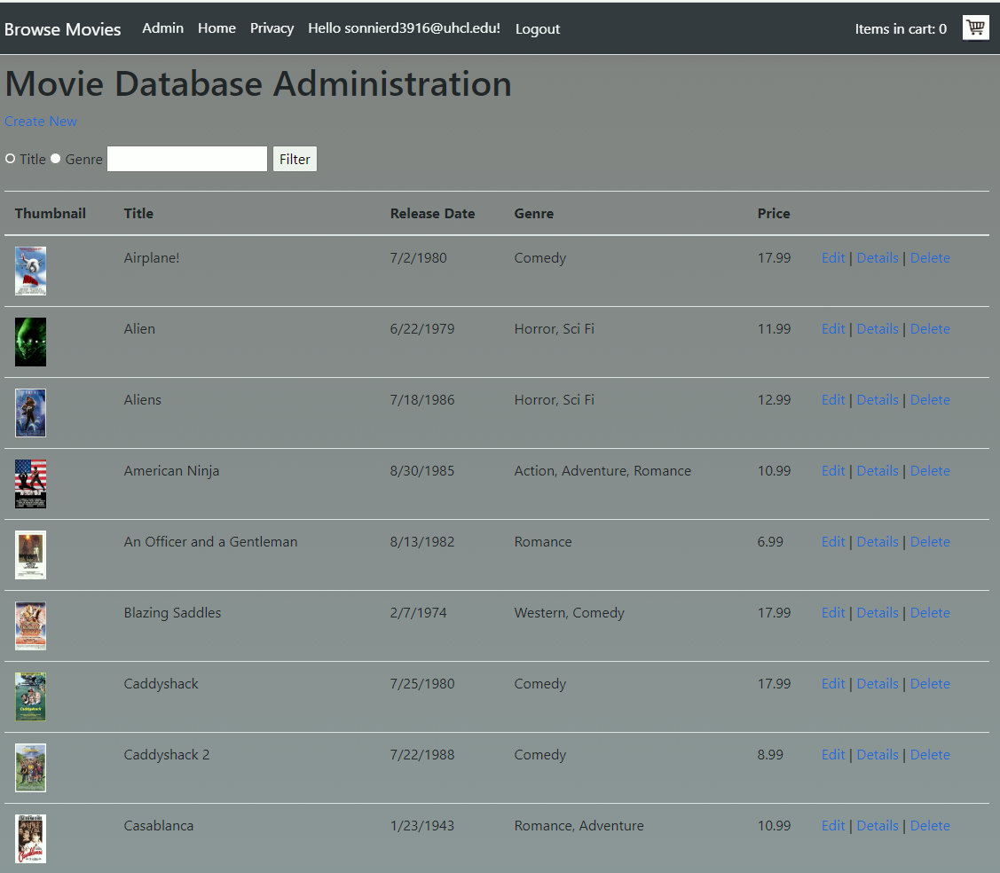 Browse Movies Admin Home Privacy Hello sonnierd3916@uhcl.edu! Logout Items in cart: 0
Movie Database Administration
Create New
Title Genre Filter
Thumbnail Title Release Date Genre Price
Airplane! 7/2/1980 Comedy 17.99 Edit | Details | Delete
Alien 6/22/1979 Horror, Sci Fi 11.99 Edit | Details | Delete
Aliens 7/18/1986 Horror, Sci Fi 12.99 Edit | Details | Delete
American Ninja 8/30/1985 Action, Adventure, Romance 10.99 Edit | Details | Delete
An Officer and a Gentleman 8/13/1982 Romance 6.99 Edit | Details | Delete
Blazing Saddles 2/7/1974 Western, Comedy 17.99 Edit | Details | Delete
Caddyshack 7/25/1980 Comedy 17.99 Edit | Details | Delete
Caddyshack 2 7/22/1988 Comedy 8.99 Edit | Details | Delete
Casablanca 1/23/1943 Romance, Adventure 10.99 Edit | Details | Delete